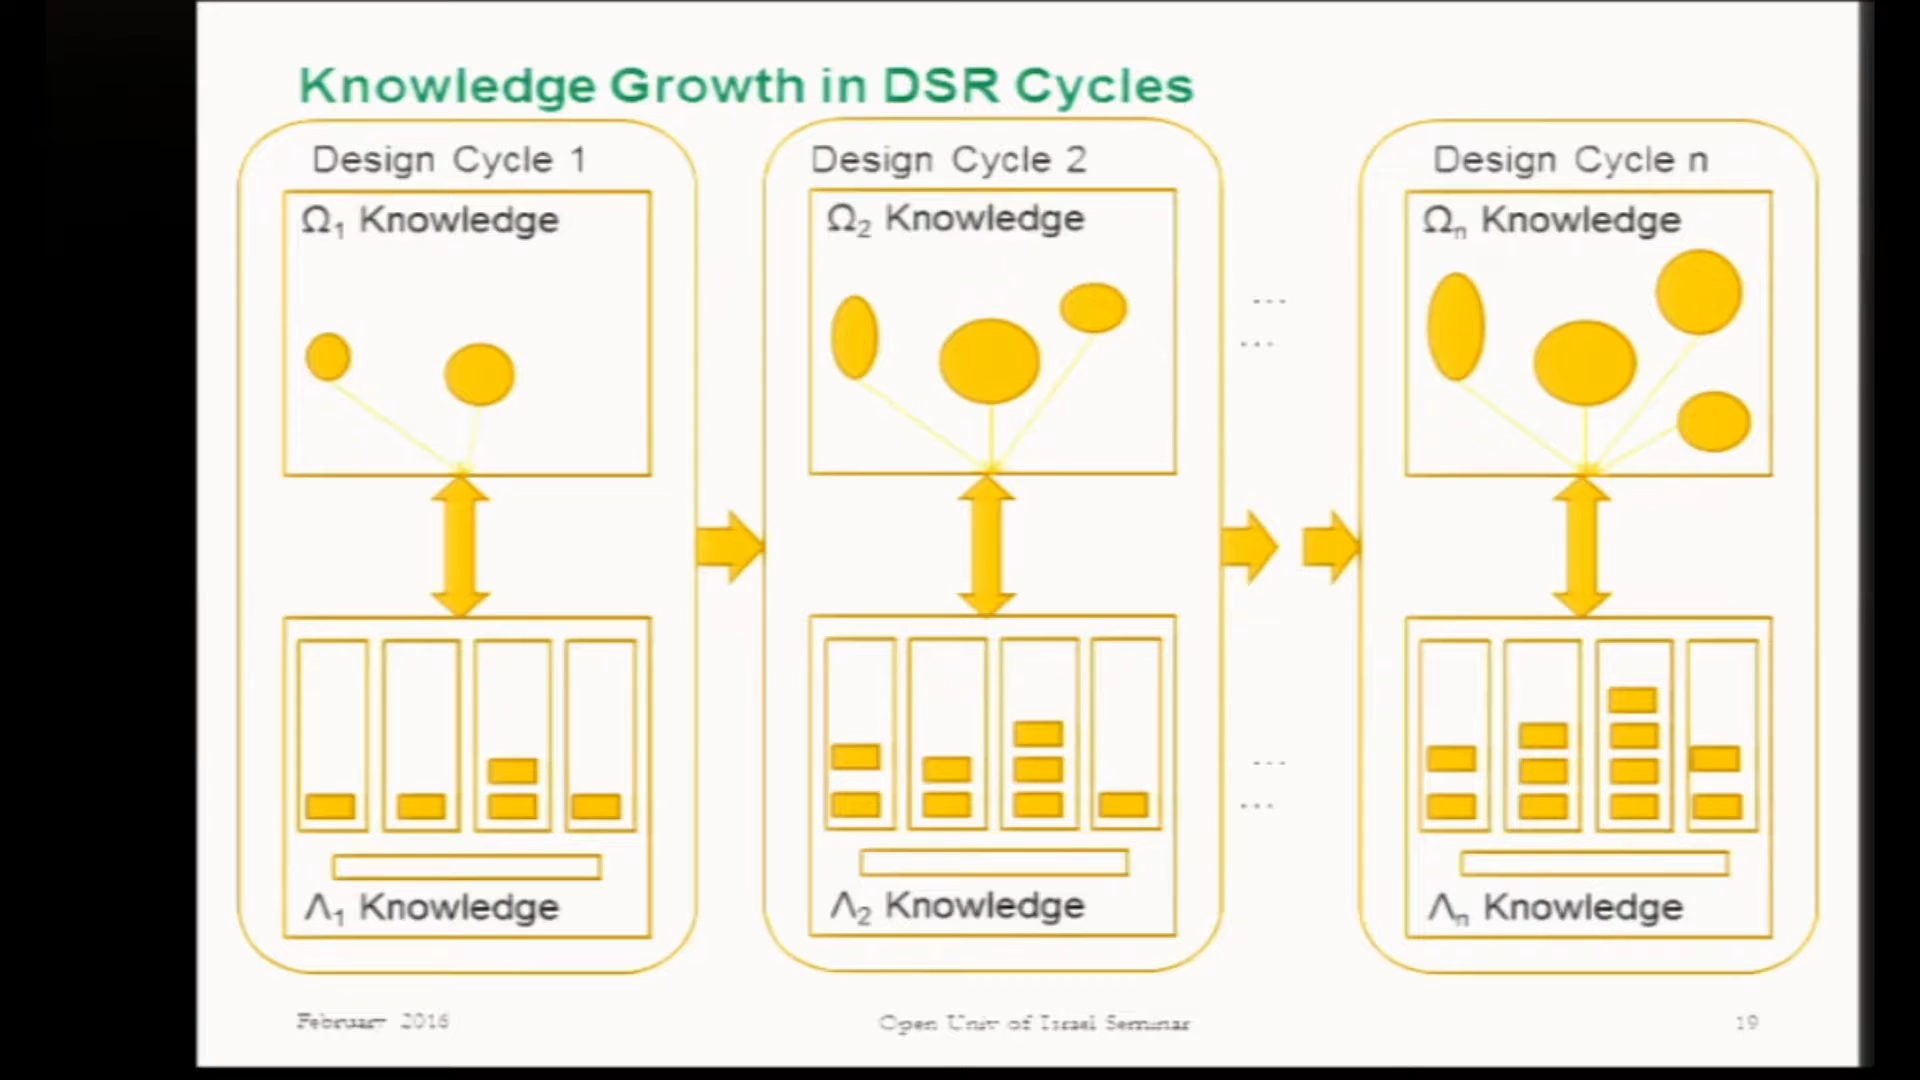 Knowledge Growth in DSR Cycles
Design Cycle 1
Ω₁ Knowledge
Λ₁ Knowledge
Design Cycle 2
Ω₂ Knowledge
Λ₂ Knowledge
... 
...
...
...
Design Cycle n
Ωₙ Knowledge
Λₙ Knowledge
February 2016
Open Univ of Israel Seminar
19